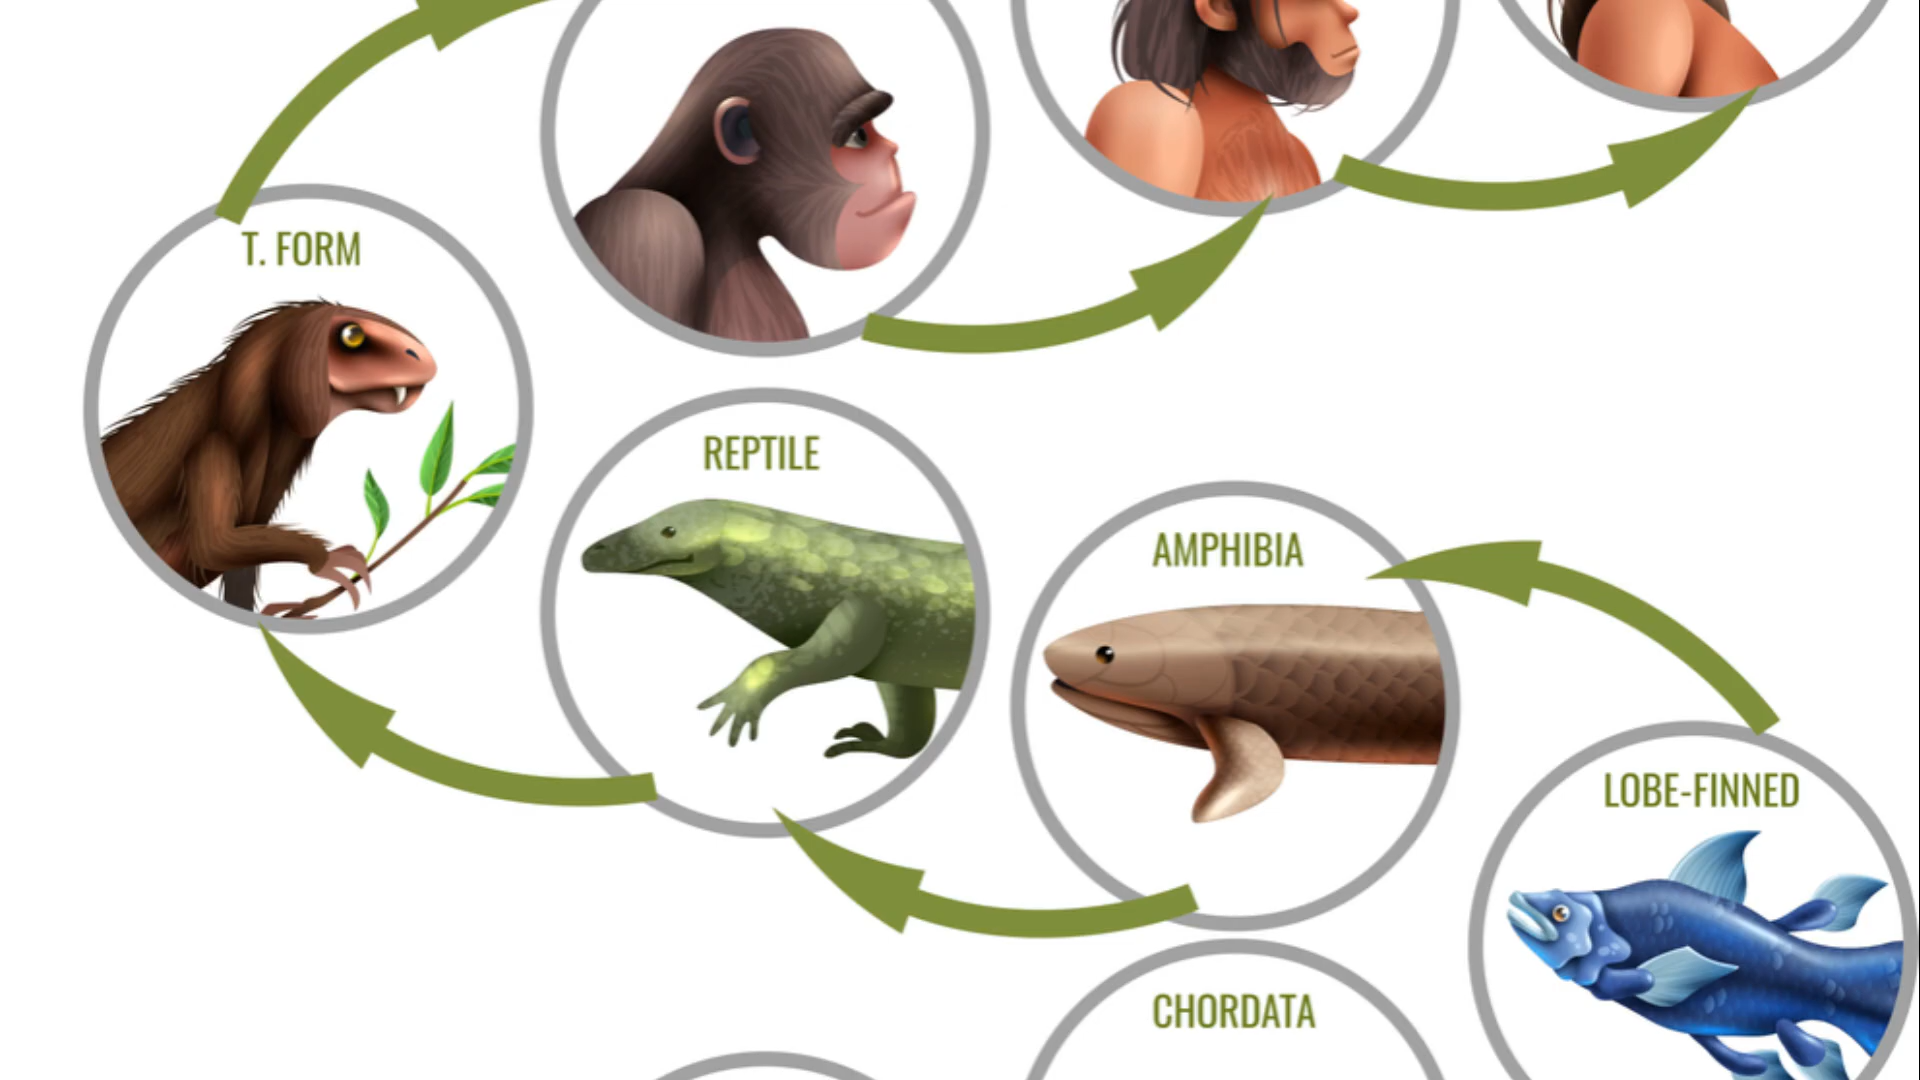 T. FORM
REPTILE
AMPHIBIA
LOBE-FINNED
CHORDATA